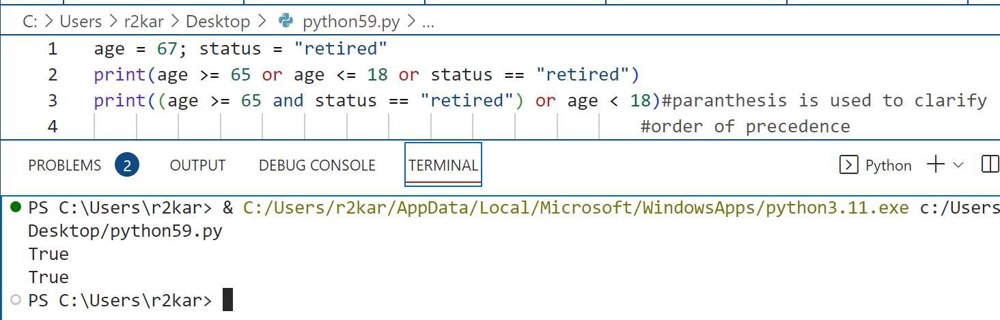 C: > Users > r2kar > Desktop > python59.py > ...
1 age = 67; status = "retired"
2 print(age >= 65 or age <= 18 or status == "retired")
3 print((age >= 65 and status == "retired") or age < 18)#paranthesis is used to clarify
4 #order of precedence
PROBLEMS 2 OUTPUT DEBUG CONSOLE TERMINAL Python
PS C:\Users\r2kar> & C:/Users/r2kar/AppData/Local/Microsoft/WindowsApps/python3.11.exe c:/Users
Desktop/python59.py
True
True
PS C:\Users\r2kar>